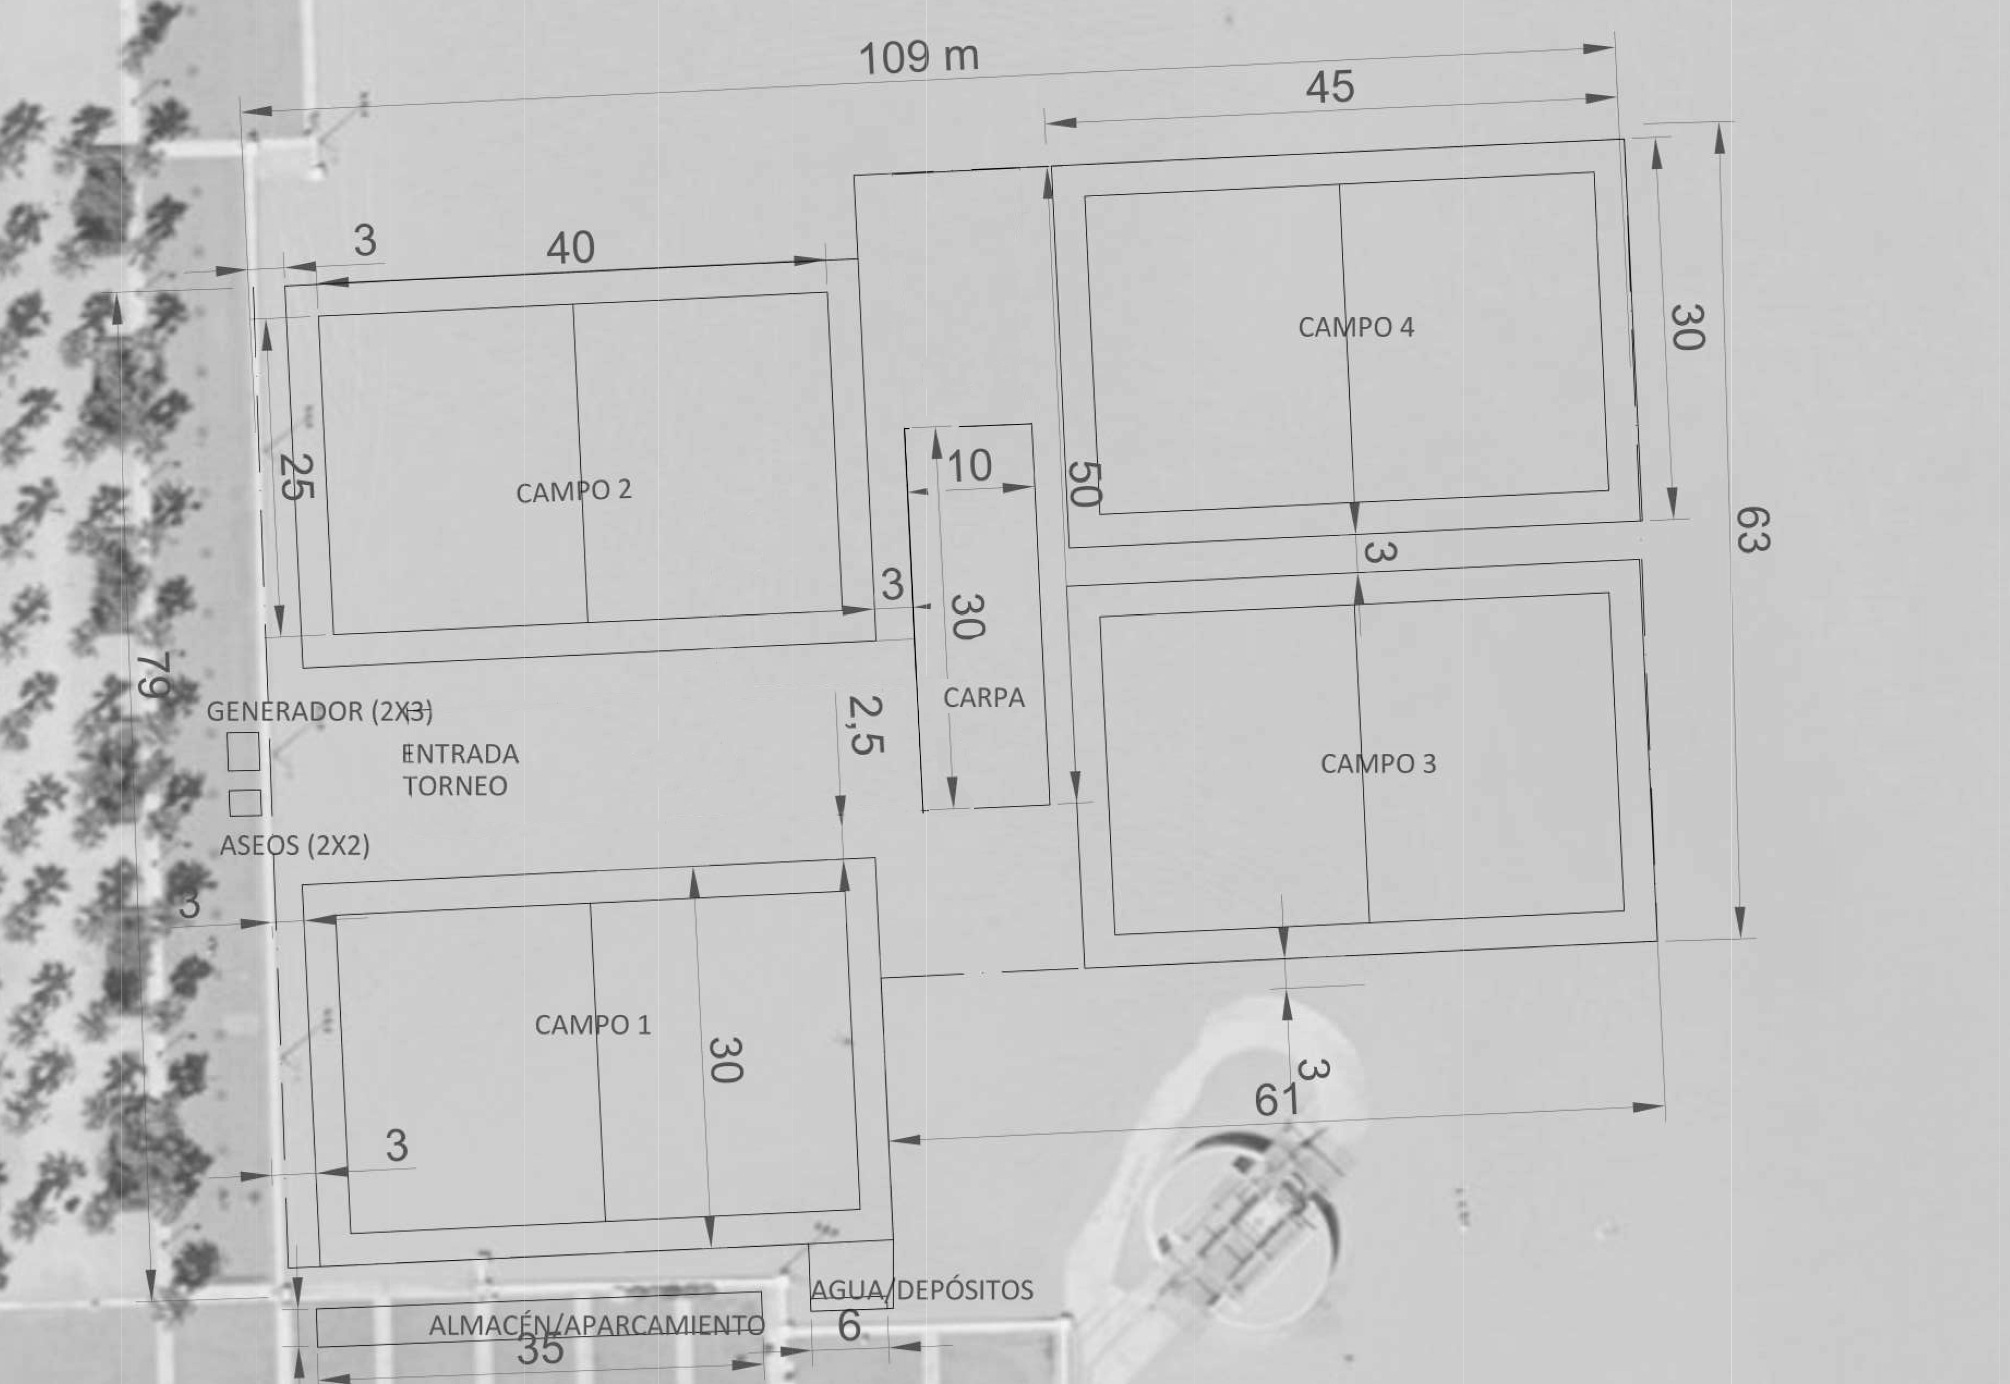 109 m
45
3
40
CAMPO 4
30
10
50
25
CAMPO 2
63
3
3
30
79
CARPA
GENERADOR (2X3)
2,5
ENTRADA
TORNEO
CAMPO 3
ASEOS (2X2)
3
CAMPO 1
30
3
61
3
AGUA/DEPÓSITOS
ALMACÉN/APARCAMIENTO
35
6